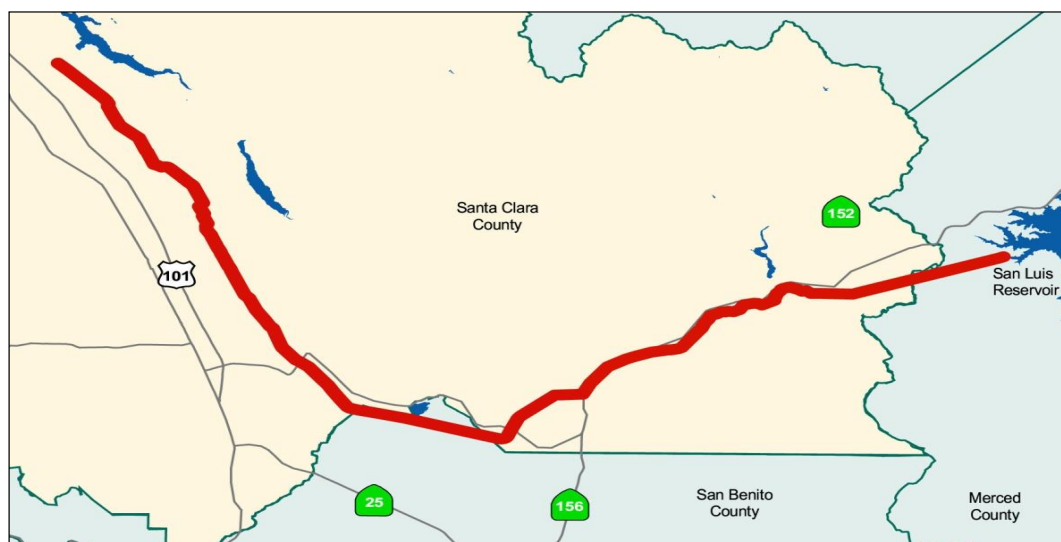 Santa Clara
County
152
101
San Luis
Reservoir
25
156
San Benito
County
Merced
County